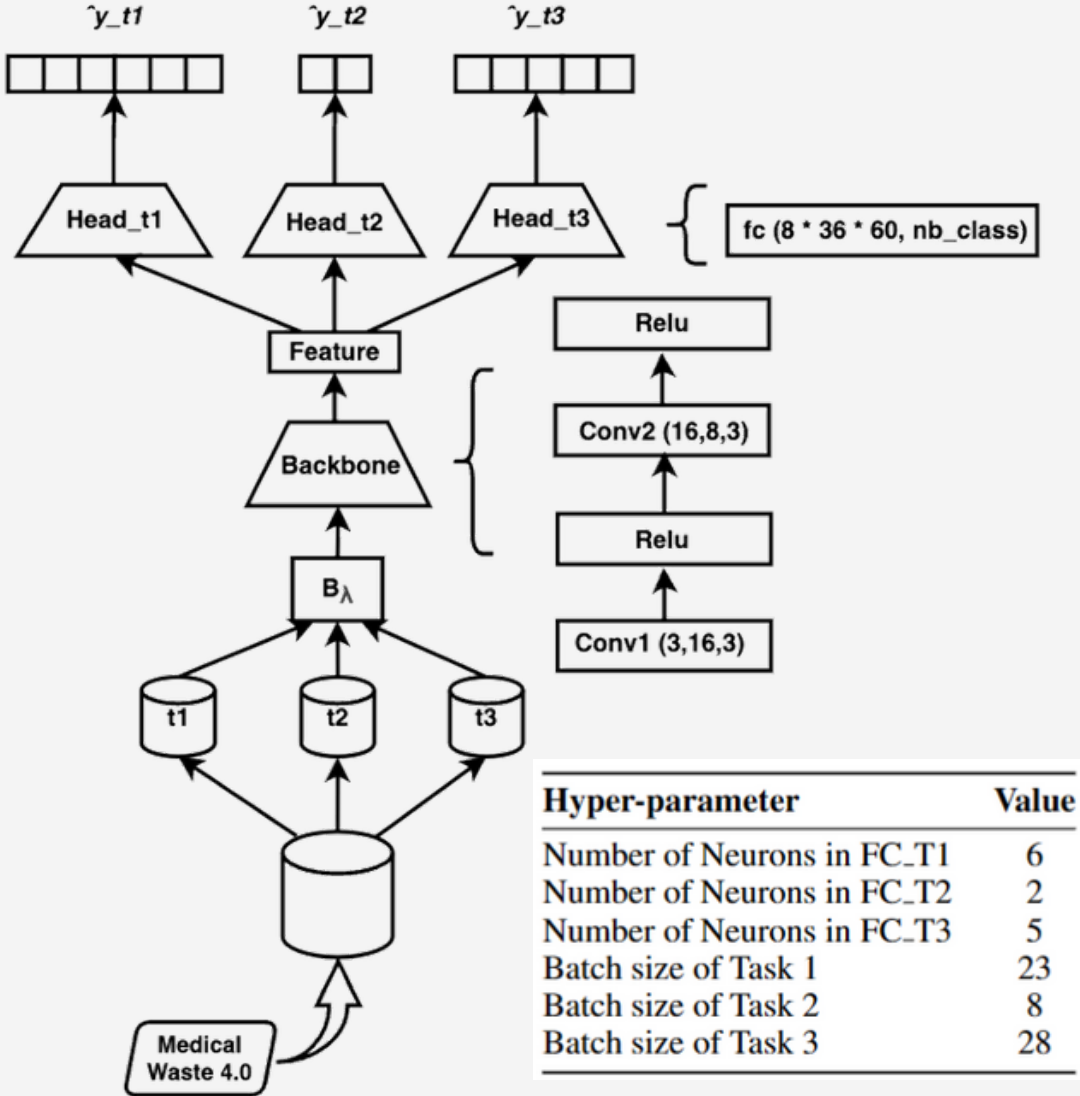 ˆy_t1 ˆy_t2 ˆy_t3
Head_t1 Head_t2 Head_t3
fc (8 * 36 * 60, nb_class)
Feature
Backbone
Relu
Conv2 (16,8,3)
Relu
Conv1 (3,16,3)
Bλ
t1 t2 t3
Medical
Waste 4.0
Hyper-parameter Value
Number of Neurons in FC_T1 6
Number of Neurons in FC_T2 2
Number of Neurons in FC_T3 5
Batch size of Task 1 23
Batch size of Task 2 8
Batch size of Task 3 28